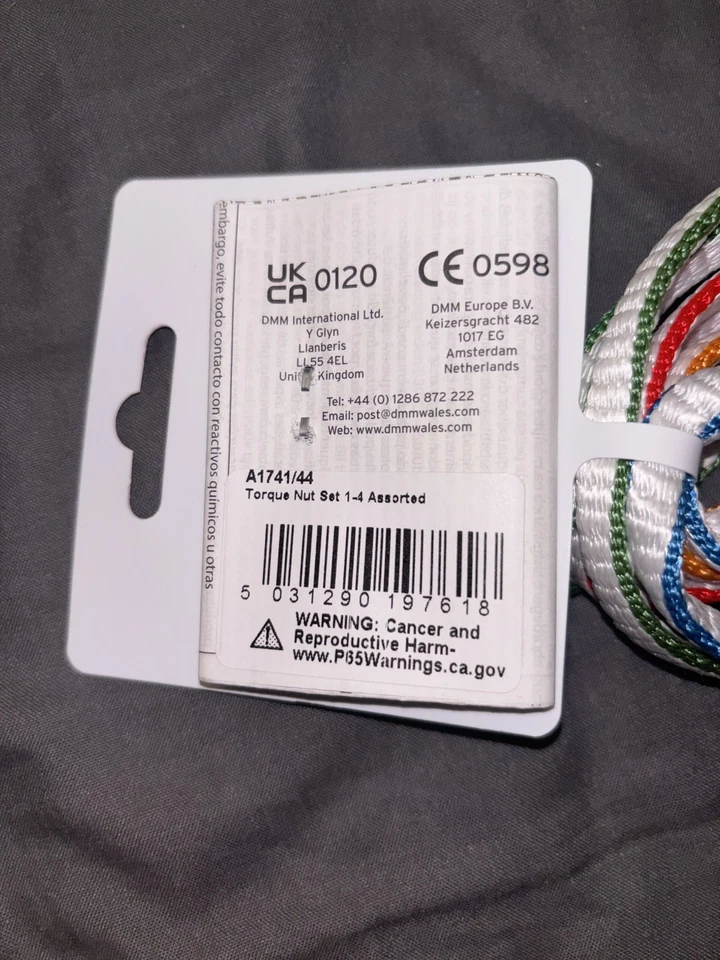 embargo, evite todo contacto con reactivos químicos u otras
UK
CA 0120
DMM International Ltd.
Y Glyn
Llanberis
LL55 4EL
Kingdom
CE 0598
DMM Europe B.V.
Keizersgracht 482
1017 EG
Amsterdam
Netherlands
Tel: +44 (0) 1286 872 222
Email: post@dmmwales.com
Web: www.dmmwales.com
A1741/44
Torque Nut Set 1-4 Assorted
5 031290 197618
WARNING: Cancer and
Reproductive Harm-
www.P65Warnings.ca.gov